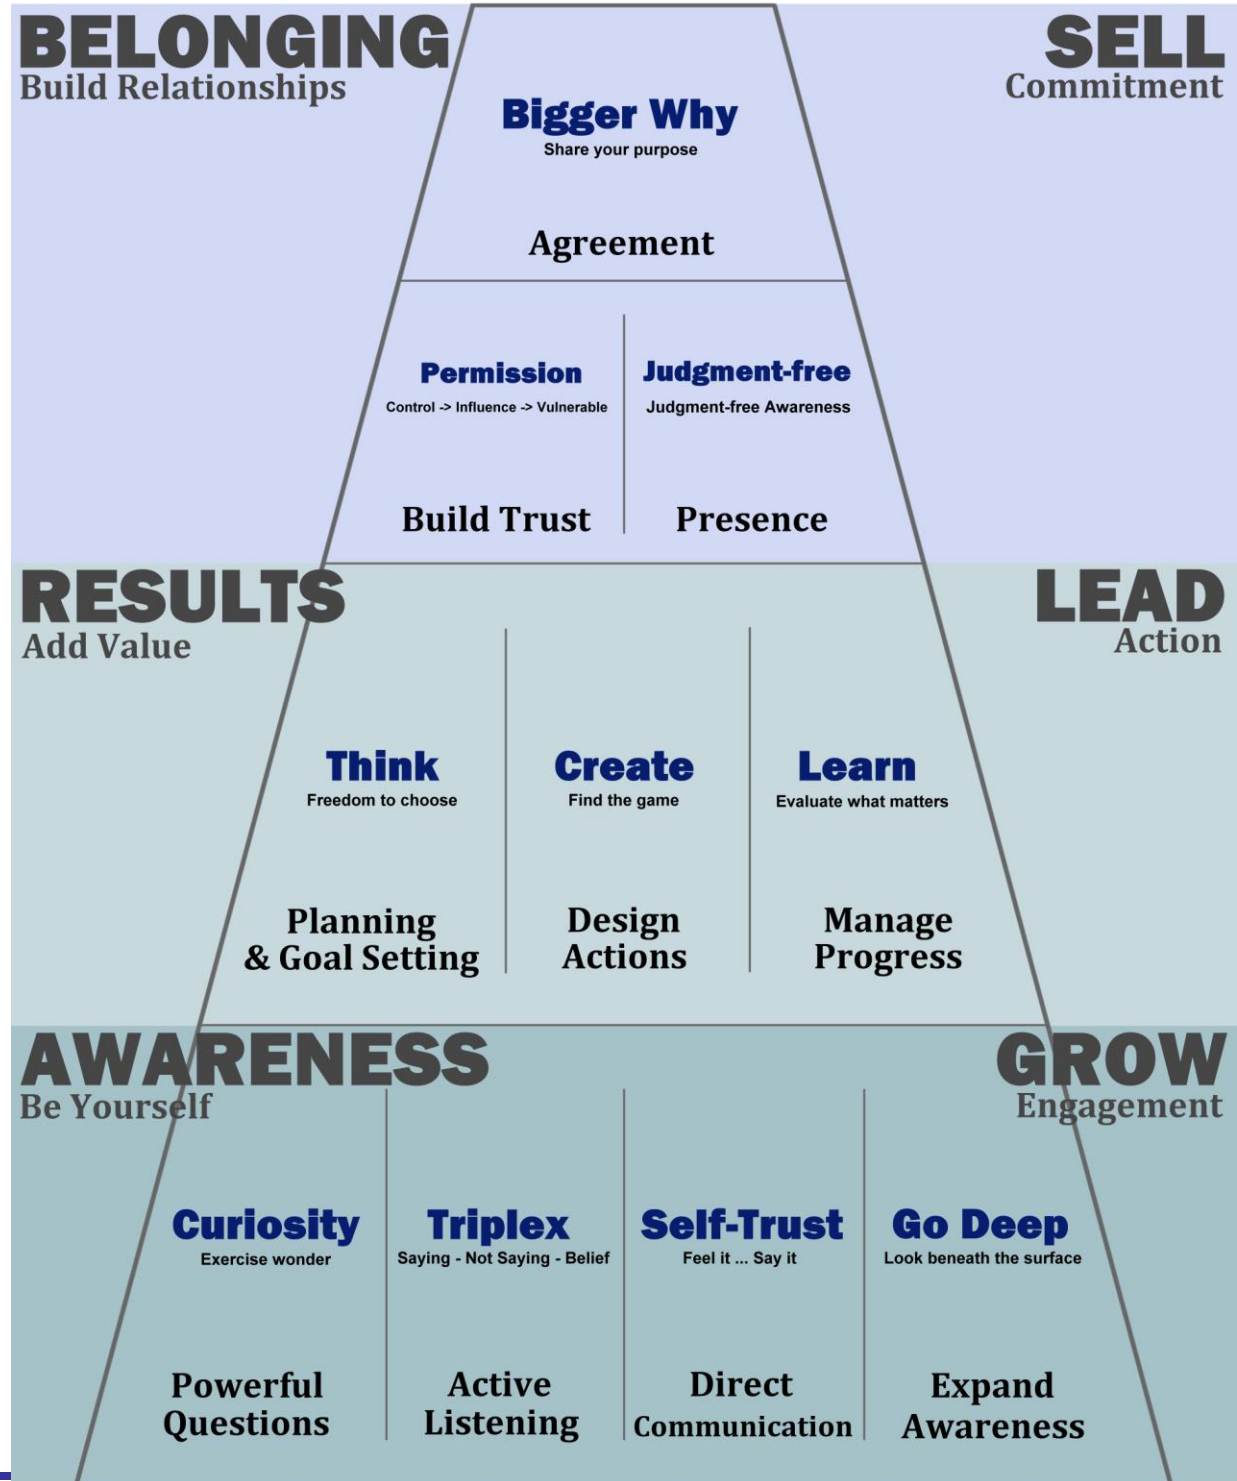 BELONGING
Build Relationships
SELL
Commitment
Bigger Why
Share your purpose
Agreement
Permission
Control -> Influence -> Vulnerable
Build Trust
Judgment-free
Judgment-free Awareness
Presence
RESULTS
Add Value
LEAD
Action
Think
Freedom to choose
Planning
& Goal Setting
Create
Find the game
Design
Actions
Learn
Evaluate what matters
Manage
Progress
AWARENESS
Be Yourself
GROW
Engagement
Curiosity
Exercise wonder
Powerful
Questions
Triplex
Saying - Not Saying - Belief
Active
Listening
Self-Trust
Feel it ... Say it
Direct
Communication
Go Deep
Look beneath the surface
Expand
Awareness